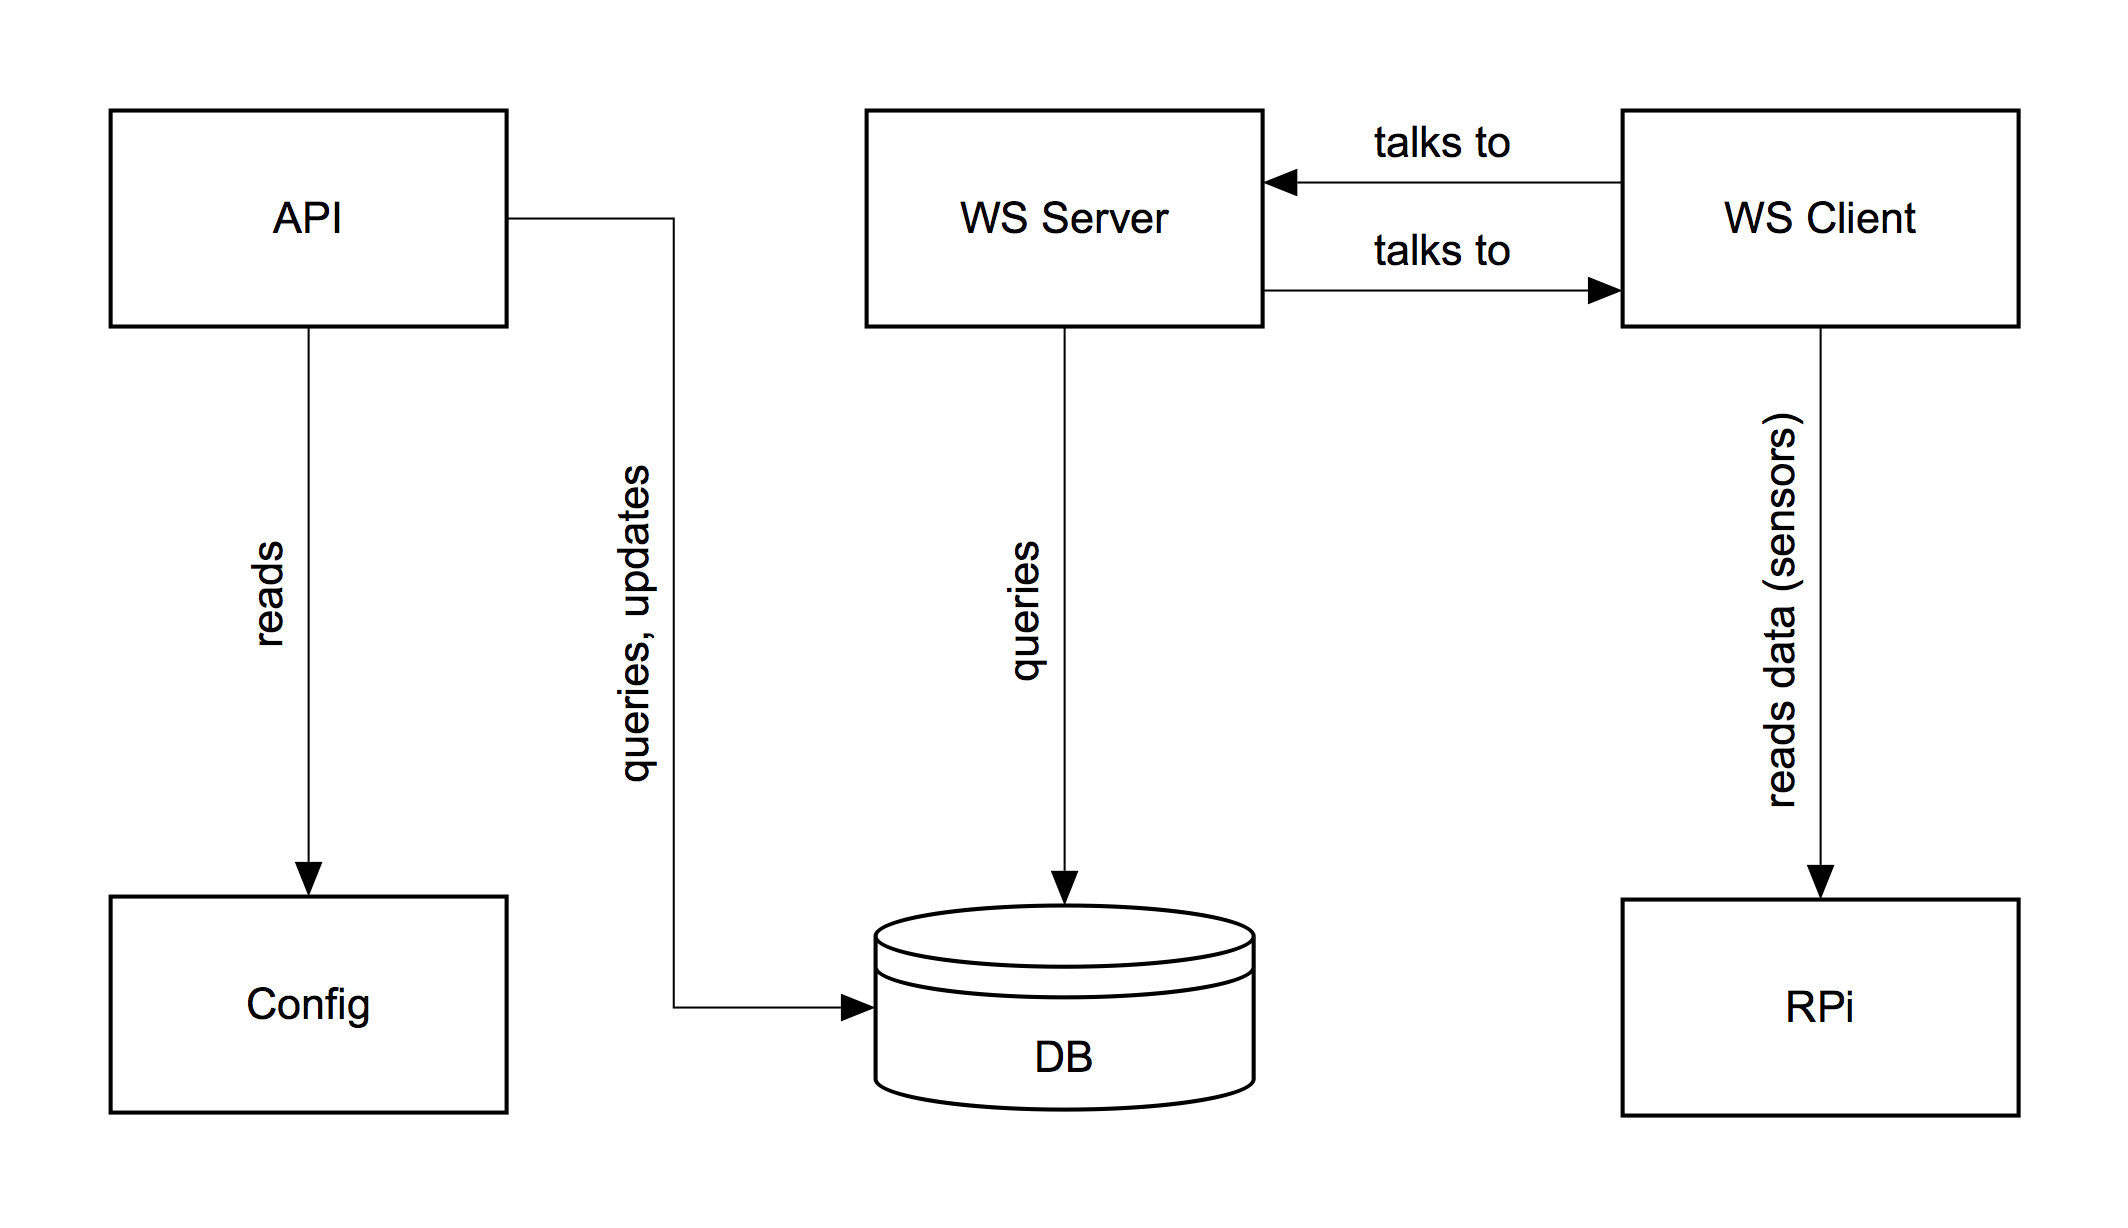 API
WS Server
talks to
talks to
WS Client
reads
queries, updates
queries
reads data (sensors)
Config
DB
RPi